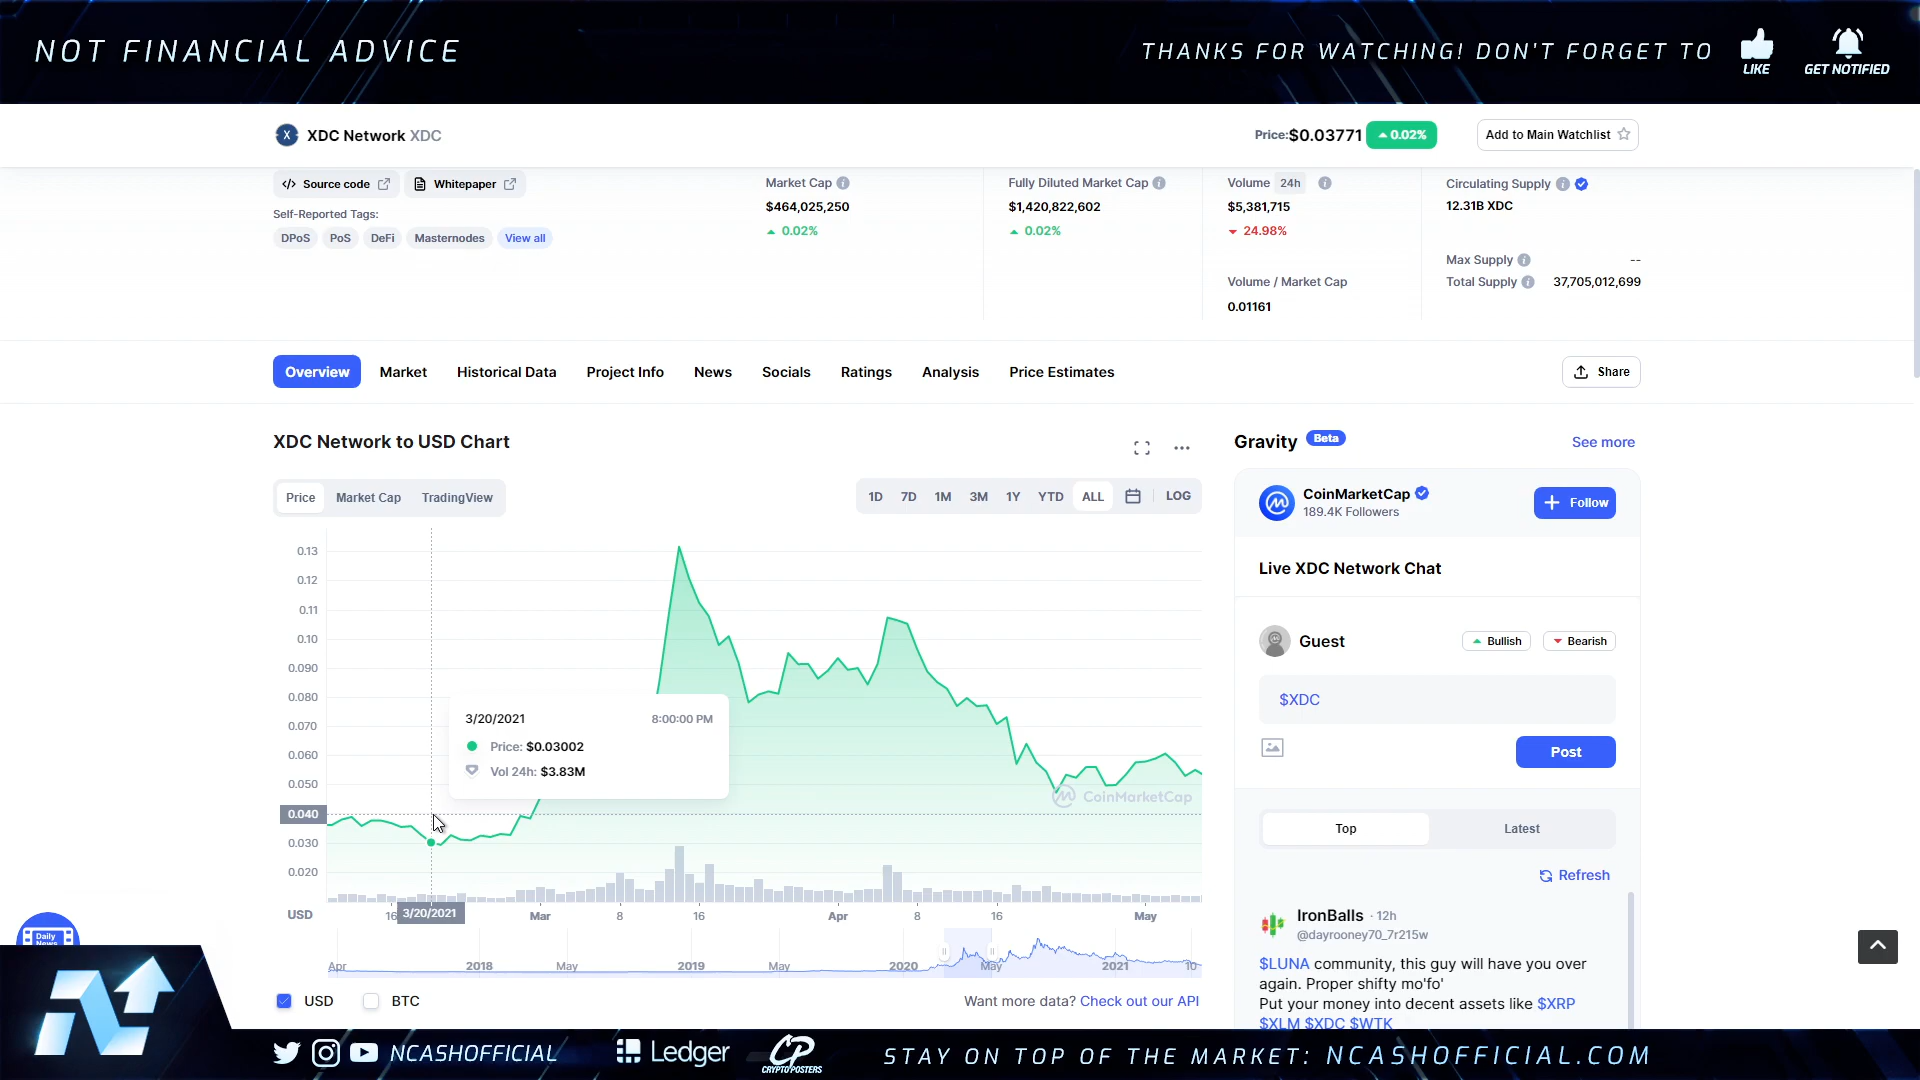 NOT FINANCIAL ADVICE
THANKS FOR WATCHING! DON'T FORGET TO
LIKE
GET NOTIFIED
X
XDC Network XDC
Price:$0.03771
0.02%
Add to Main Watchlist
Source code
Whitepaper
Self-Reported Tags:
DPoS
PoS
DeFi
Masternodes
View all
Market Cap
$464,025,250
0.02%
Fully Diluted Market Cap
$1,420,822,602
0.02%
Volume 24h
$5,381,715
24.98%
Volume / Market Cap
0.01161
Circulating Supply
12.31B XDC
Max Supply --
Total Supply 37,705,012,699
Overview
Market
Historical Data
Project Info
News
Socials
Ratings
Analysis
Price Estimates
Share
XDC Network to USD Chart
Price
Market Cap
TradingView
1D
7D
1M
3M
1Y
YTD
ALL
LOG
0.13
0.12
0.11
0.10
0.090
0.080
0.070
0.060
0.050
0.040
0.030
0.020
3/20/2021 8:00:00 PM
Price: $0.03002
Vol 24h: $3.83M
CoinMarketCap
USD
16
3/20/2021
Mar
8
16
Apr
8
16
May
Apr
2018
May
2019
May
2020
May
2021
10
USD
BTC
Want more data? Check out our API
Gravity Beta
See more
CoinMarketCap
189.4K Followers
Follow
Live XDC Network Chat
Guest
Bullish
Bearish
$XDC
Post
Top
Latest
Refresh
IronBalls · 12h
@dayrooney70_7r215w
$LUNA community, this guy will have you over
again. Proper shifty mo'fo'
Put your money into decent assets like $XRP
$XLM $XDC $WTK
Daily
News
NCASHOFFICIAL
Ledger
CP
CRYPTOPOSTERS
STAY ON TOP OF THE MARKET: NCASHOFFICIAL.COM